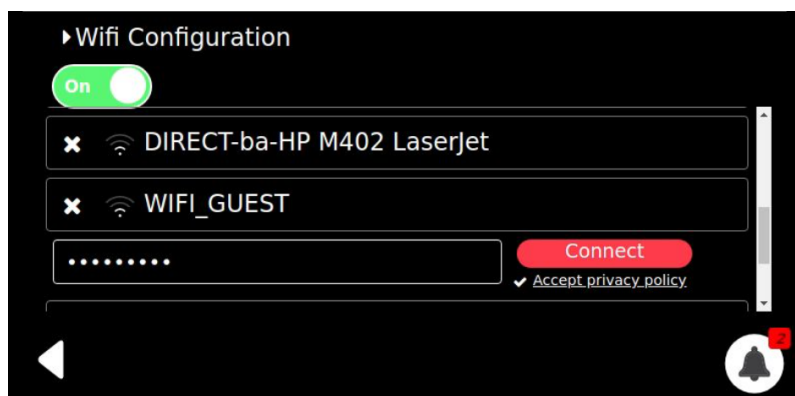 Wifi Configuration
On
DIRECT-ba-HP M402 LaserJet
WIFI_GUEST
•••••••••
Connect
Accept privacy policy
2